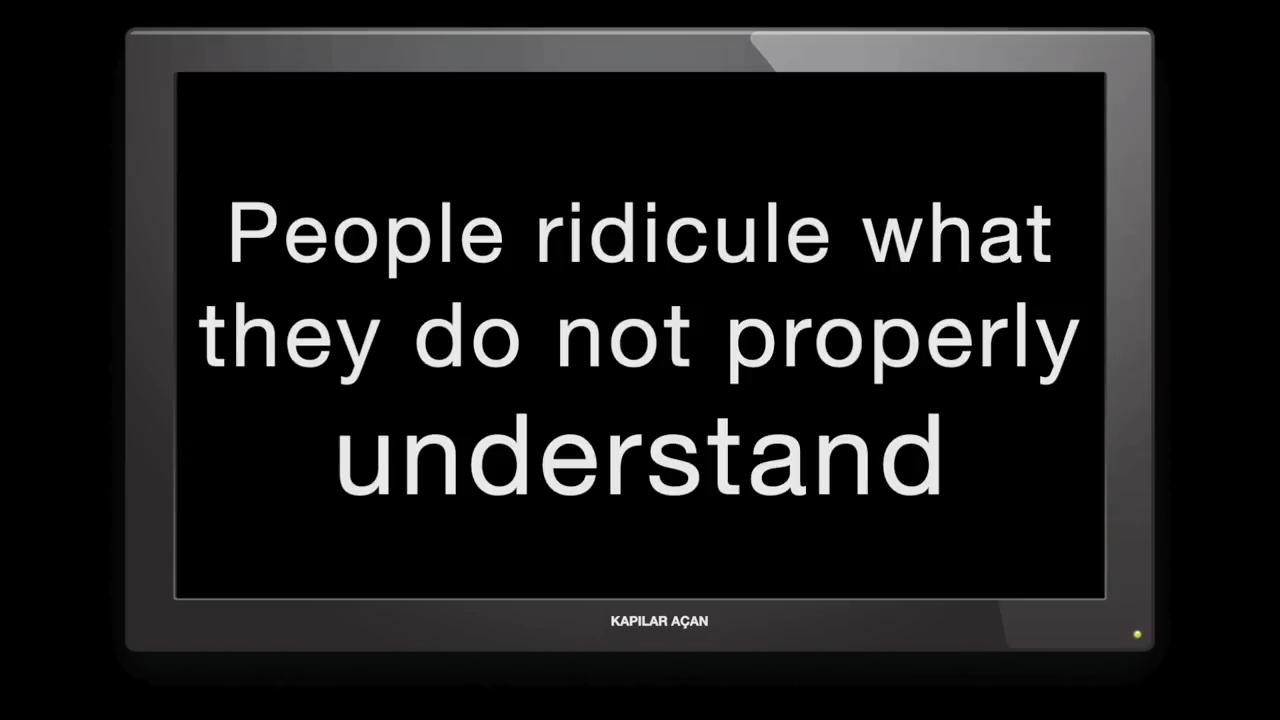 People ridicule what
they do not properly
understand
KAPILAR AÇAN